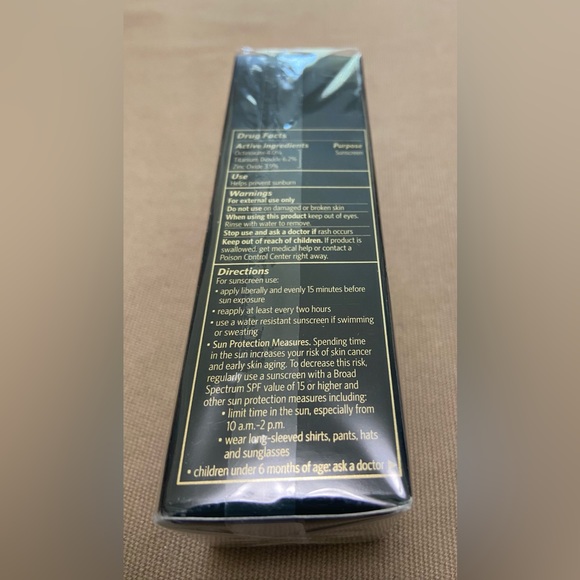 Drug Facts
Active Ingredients Purpose
Sunscreen
Titanium Dioxide
Zinc Oxide
Use
Helps prevent sunburn
Warnings
For external use only
Do not use on damaged or broken skin
When using this product keep out of eyes.
Rinse with water to remove.
Stop use and ask a doctor if rash occurs
Keep out of reach of children. If product is
swallowed, get medical help or contact a
Poison Control Center right away.
Directions
For sunscreen use:
• apply liberally and evenly 15 minutes before
sun exposure
• reapply at least every two hours
• use a water resistant sunscreen if swimming
or sweating
• Sun Protection Measures. Spending time
in the sun increases your risk of skin cancer
and early skin aging. To decrease this risk,
regularly use a sunscreen with a Broad
Spectrum SPF value of 15 or higher and
other sun protection measures including:
• limit time in the sun, especially from
10 a.m.-2 p.m.
• wear long-sleeved shirts, pants, hats
and sunglasses
• children under 6 months of age: ask a doctor